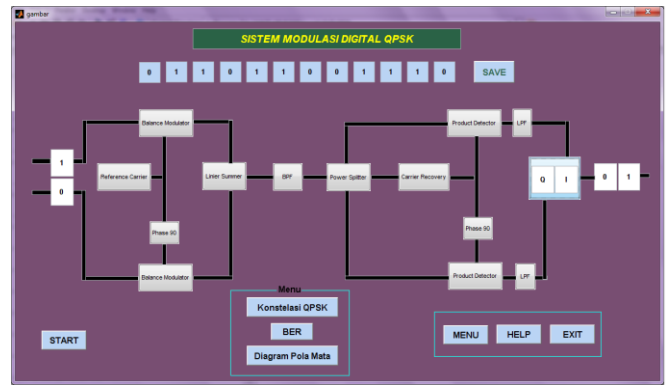 gambar
SISTEM MODULASI DIGITAL QPSK
0 1 1 0 1 1 0 0 1 1 1 0 SAVE
Balance Modulator
Product Detector
LPF
1
0
Reference Carrier
Linier Summer
BPF
Power Splitter
Carrier Recovery
Q I
0 1
Phase 90
Phase 90
Balance Modulator
Product Detector
LPF
Menu
Konstelasi QPSK
BER
Diagram Pola Mata
START
MENU HELP EXIT